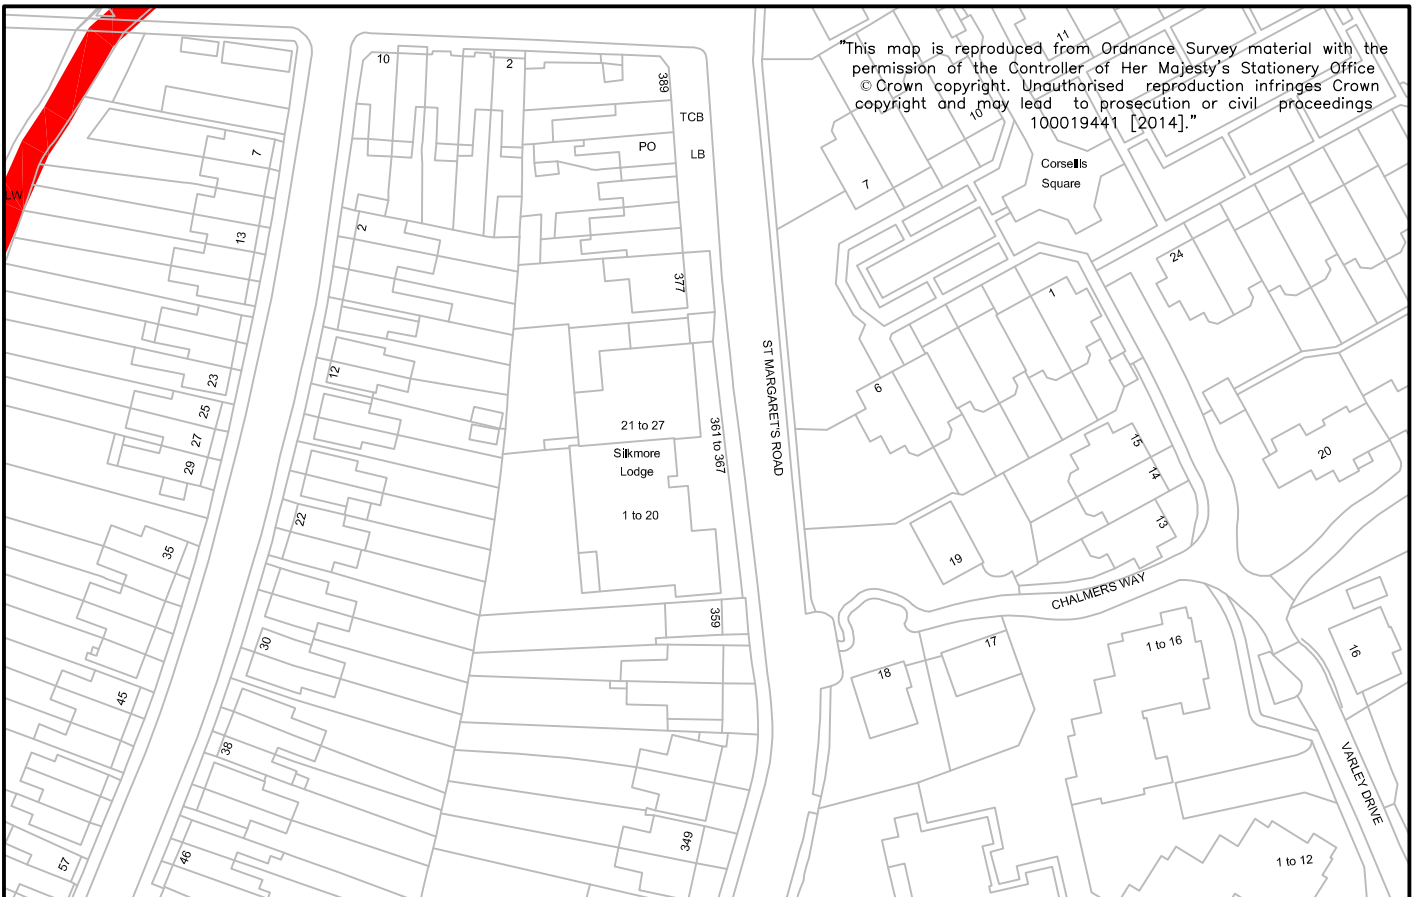 "This map is reproduced from Ordnance Survey material with the
permission of the Controller of Her Majesty's Stationery Office
© Crown copyright. Unauthorised reproduction infringes Crown
copyright and may lead to prosecution or civil proceedings
100019441 [2014]."
11
10
7
Corsellis
Square
24
1
6
15
14
13
20
19
CHALMERS WAY
17
18
1 to 16
16
VARLEY DRIVE
1 to 12
ST MARGARET'S ROAD
10
2
389
TCB
PO
LB
377
361 to 367
21 to 27
Silkmore
Lodge
1 to 20
359
349
LW
7
13
23
25
27
29
35
45
57
2
12
22
30
38
46